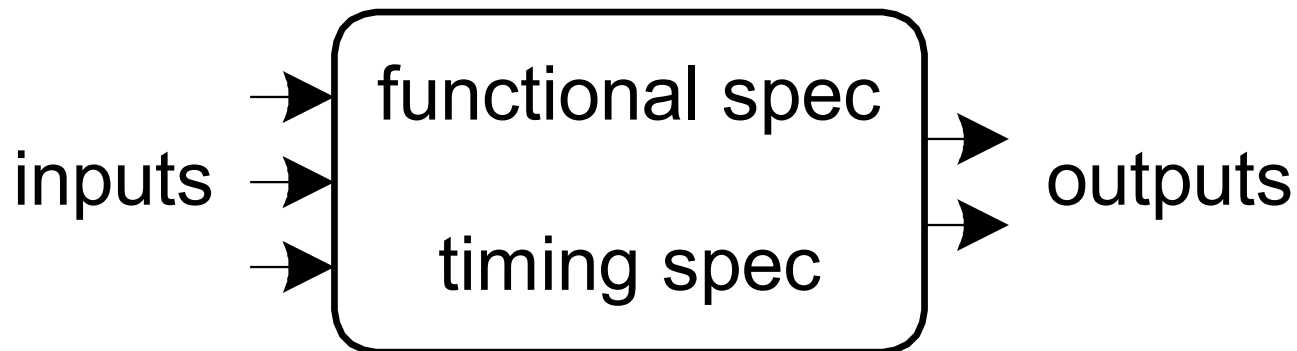 functional spec
inputs
outputs
timing spec